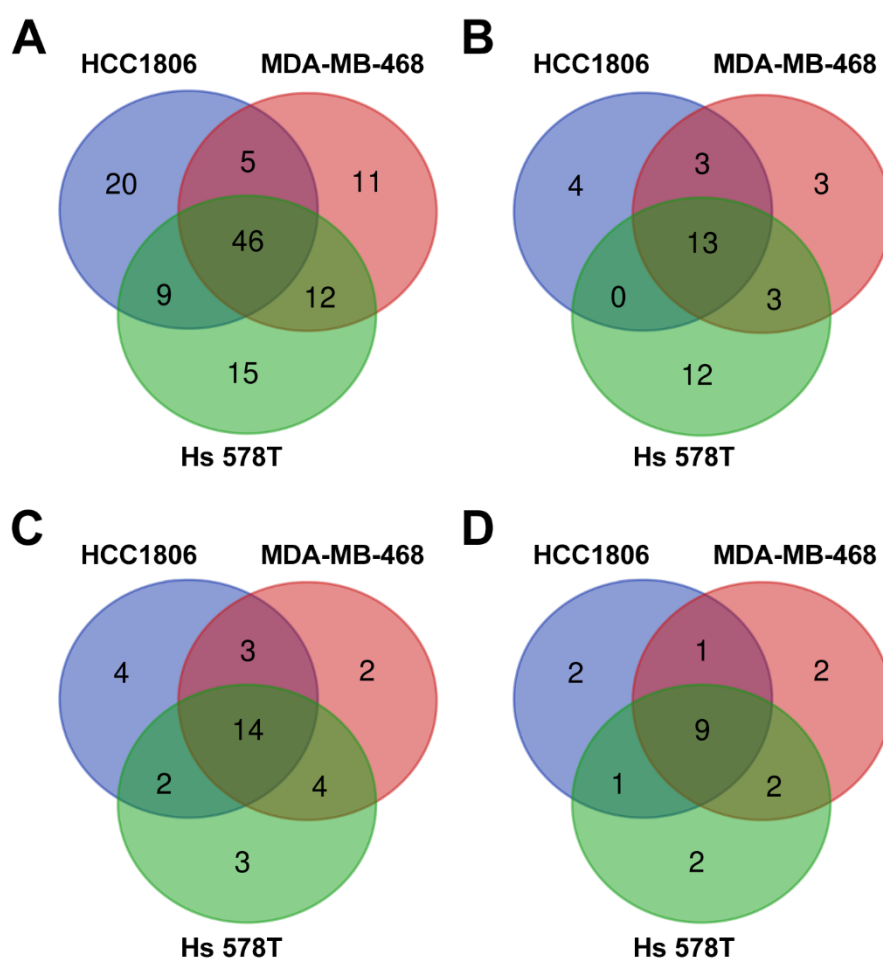 A B
HCC1806 MDA-MB-468 HCC1806 MDA-MB-468
5 3
20 11 4 3
46 13
9 12 0 3
15 12
Hs 578T Hs 578T
C D
HCC1806 MDA-MB-468 HCC1806 MDA-MB-468
3 1
4 2 2 2
14 9
2 4 1 2
3 2
Hs 578T Hs 578T